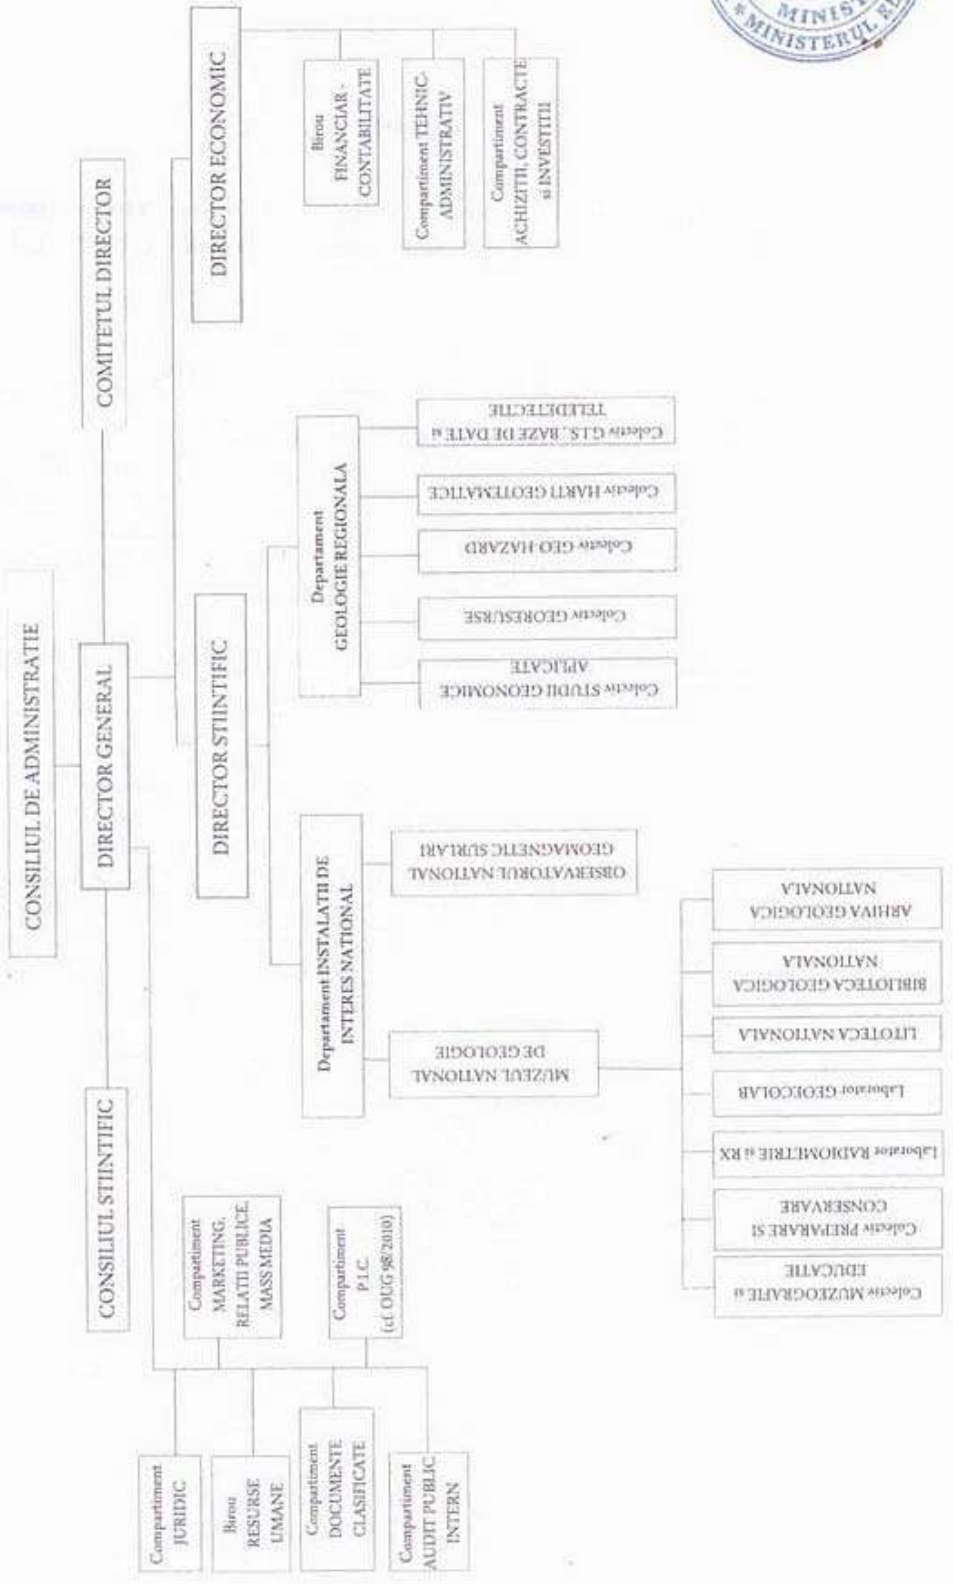 CONSILIUL DE ADMINISTRATIE
CONSILIUL STIINTIFIC
DIRECTOR GENERAL
COMITETUL DIRECTOR
Compartiment
JURIDIC
Birou
RESURSE
UMANE
Compartiment
DOCUMENTE
CLASIFICATE
Compartiment
AUDIT PUBLIC
INTERN
Compartiment
MARKETING,
RELATII PUBLICE,
MASS MEDIA
Compartiment
P.I.C.
(cf. OUG 98/2010)
DIRECTOR STIINTIFIC
DIRECTOR ECONOMIC
Departament INSTALATII DE
INTERES NATIONAL
Departament
GEOLOGIE REGIONALA
Birou
FINANCIAR -
CONTABILITATE
Compartiment TEHNIC-
ADMINISTRATIV
Compartiment
ACHIZITII, CONTRACTE
si INVESTITII
MUZEUL NATIONAL
DE GEOLOGIE
OBSERVATORUL NATIONAL
GEOMAGNETIC SURLARI
Colectiv STUDII GEONOMICE
APLICATE
Colectiv GEORESURSE
Colectiv GEO-HAZARD
Colectiv HARTI GEOTEMATICE
Colectiv G.I.S., BAZE DE DATE si
TELEDETECTIE
Colectiv MUZEOGRAFIE si
EDUCATIE
Colectiv PREPARARE SI
CONSERVARE
Laborator RADIOMETRIE si RX
Laborator GEOECOLAB
LITOTECA NATIONALA
BIBLIOTECA GEOLOGICA
NATIONALA
ARHIVA GEOLOGICA
NATIONALA
* MINISTERUL